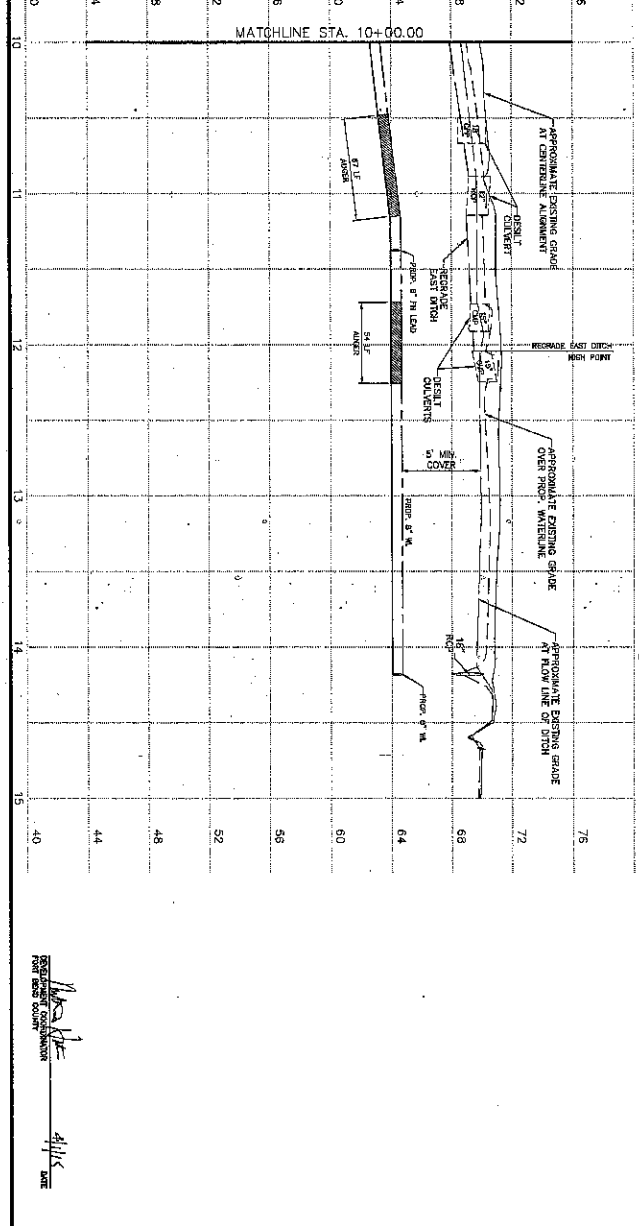 MATCHLINE STA. 10+00.00
APPROXIMATE EXISTING GRADE
AT CENTERLINE ALIGNMENT
DESILT
CULVERT
REGRADE
EAST DITCH
DESILT
CULVERTS
REGRADE EAST DITCH
HIGH POINT
APPROXIMATE EXISTING GRADE
OVER PROP. WATERLINE
APPROXIMATE EXISTING GRADE
AT FLOW LINE OF DITCH
12"
RCP
15"
CMP
18"
RCP
67 LF
AUGER
54 LF
AUGER
5' MIN.
COVER
PROP. 8" WL
PROP. 8" WL
76
72
68
64
60
56
52
48
44
40
10
11
12
13
14
15
DEVELOPMENT COORDINATOR
FORT BEND COUNTY
DATE